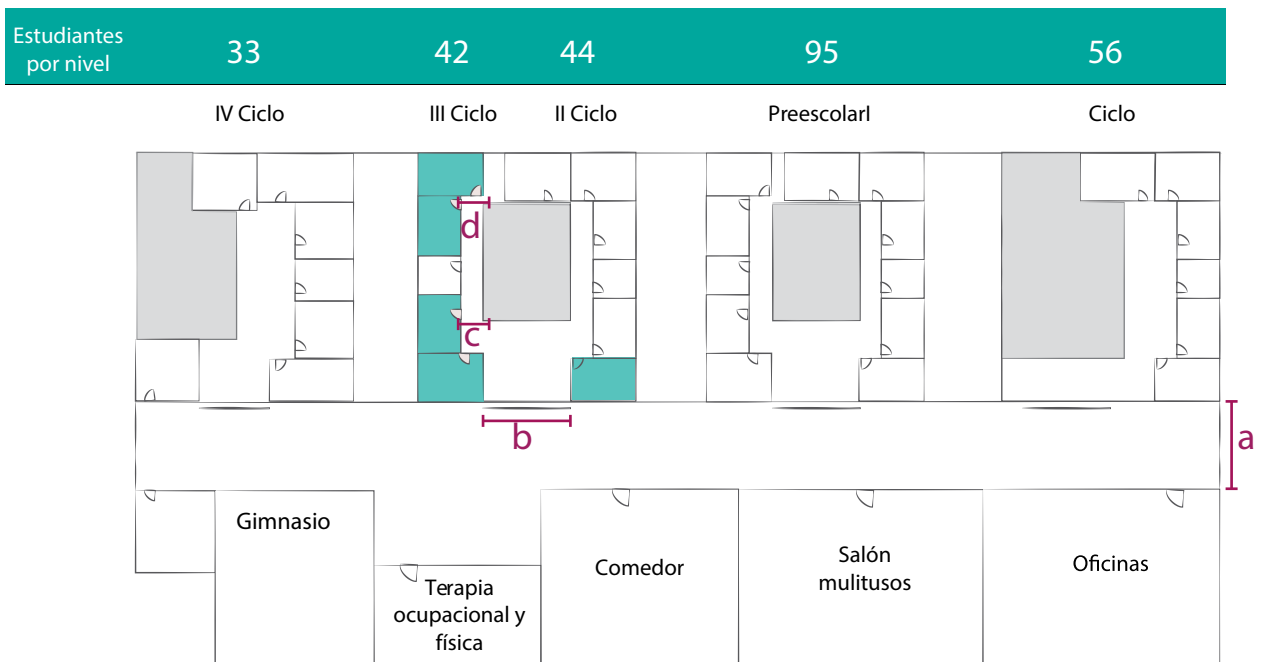 Estudiantes
por nivel
33
42
44
95
56
IV Ciclo
III Ciclo
II Ciclo
Preescolarl
Ciclo
d
c
b
a
Gimnasio
Terapia
ocupacional y
física
Comedor
Salón
mulitusos
Oficinas